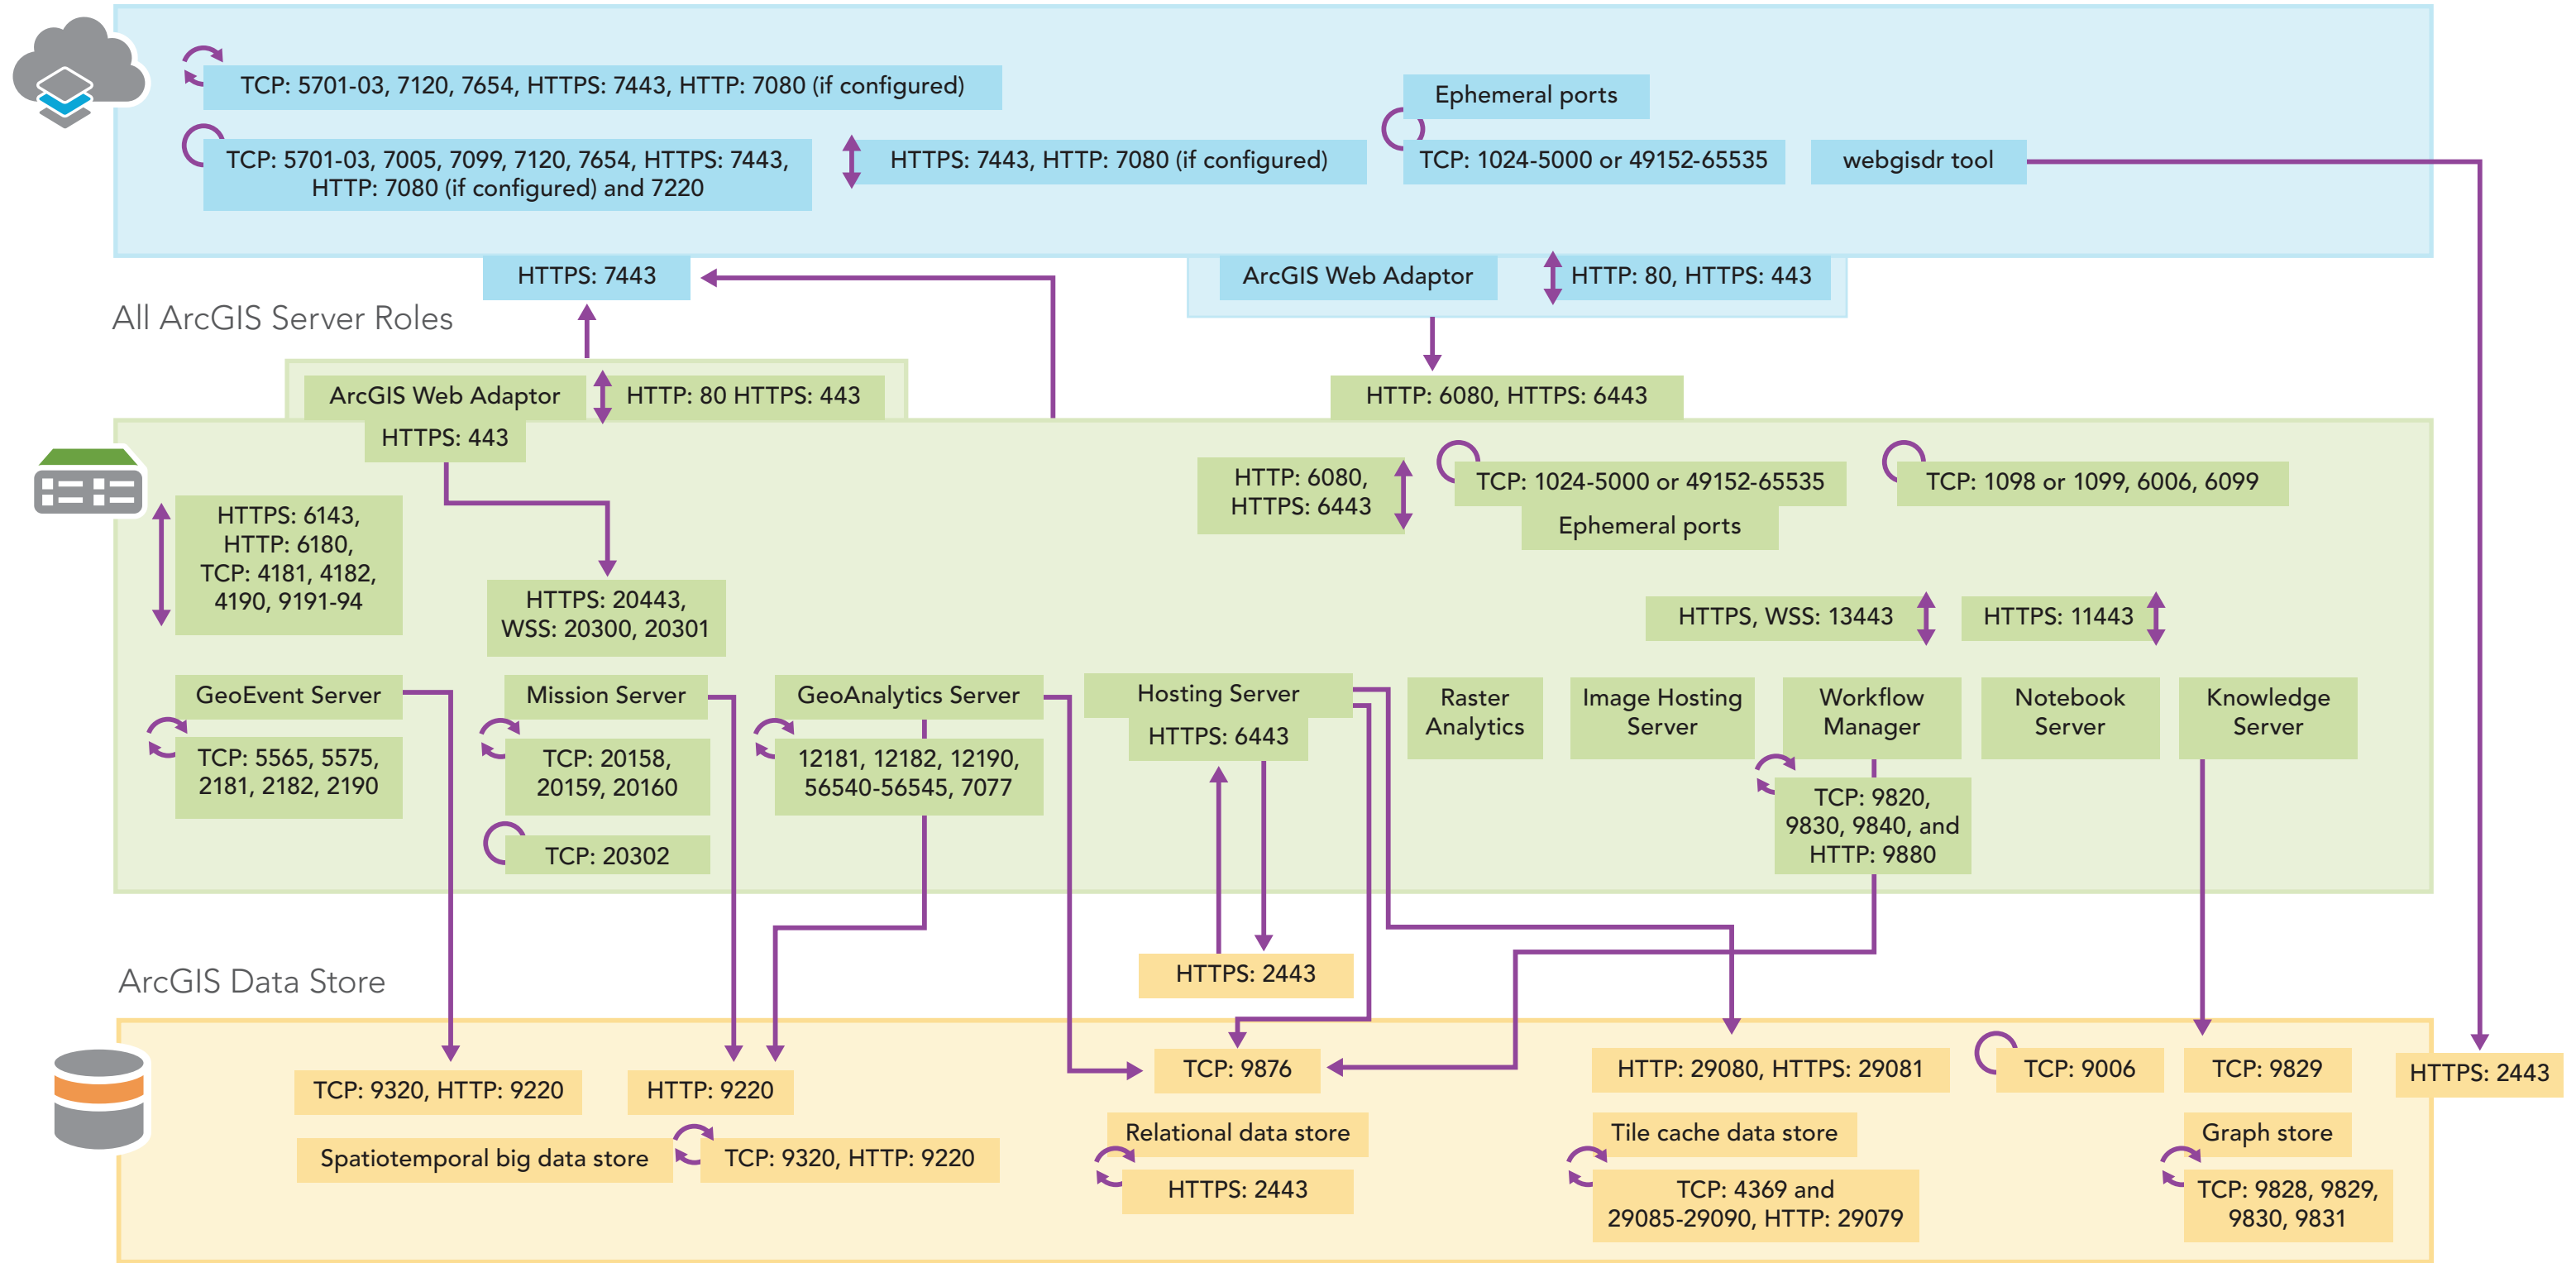 TCP: 5701-03, 7120, 7654, HTTPS: 7443, HTTP: 7080 (if configured)
TCP: 5701-03, 7005, 7099, 7120, 7654, HTTPS: 7443,
HTTP: 7080 (if configured) and 7220
HTTPS: 7443, HTTP: 7080 (if configured)
Ephemeral ports
TCP: 1024-5000 or 49152-65535
webgisdr tool
HTTPS: 7443
ArcGIS Web Adaptor
HTTP: 80, HTTPS: 443
All ArcGIS Server Roles
ArcGIS Web Adaptor
HTTP: 80 HTTPS: 443
HTTPS: 443
HTTP: 6080, HTTPS: 6443
HTTPS: 6143,
HTTP: 6180,
TCP: 4181, 4182,
4190, 9191-94
HTTPS: 20443,
WSS: 20300, 20301
HTTP: 6080,
HTTPS: 6443
TCP: 1024-5000 or 49152-65535
Ephemeral ports
TCP: 1098 or 1099, 6006, 6099
HTTPS, WSS: 13443
HTTPS: 11443
GeoEvent Server
TCP: 5565, 5575,
2181, 2182, 2190
Mission Server
TCP: 20158,
20159, 20160
TCP: 20302
GeoAnalytics Server
12181, 12182, 12190,
56540-56545, 7077
Hosting Server
HTTPS: 6443
Raster
Analytics
Image Hosting
Server
Workflow
Manager
TCP: 9820,
9830, 9840, and
HTTP: 9880
Notebook
Server
Knowledge
Server
HTTPS: 2443
ArcGIS Data Store
TCP: 9320, HTTP: 9220
HTTP: 9220
Spatiotemporal big data store
TCP: 9320, HTTP: 9220
TCP: 9876
Relational data store
HTTPS: 2443
HTTP: 29080, HTTPS: 29081
Tile cache data store
TCP: 4369 and
29085-29090, HTTP: 29079
TCP: 9006
TCP: 9829
Graph store
TCP: 9828, 9829,
9830, 9831
HTTPS: 2443